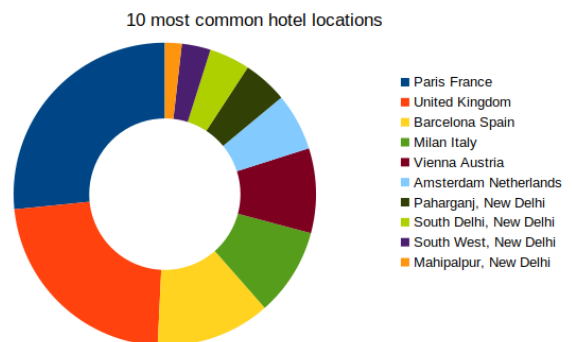 10 most common hotel locations
Paris France
United Kingdom
Barcelona Spain
Milan Italy
Vienna Austria
Amsterdam Netherlands
Paharganj, New Delhi
South Delhi, New Delhi
South West, New Delhi
Mahipalpur, New Delhi